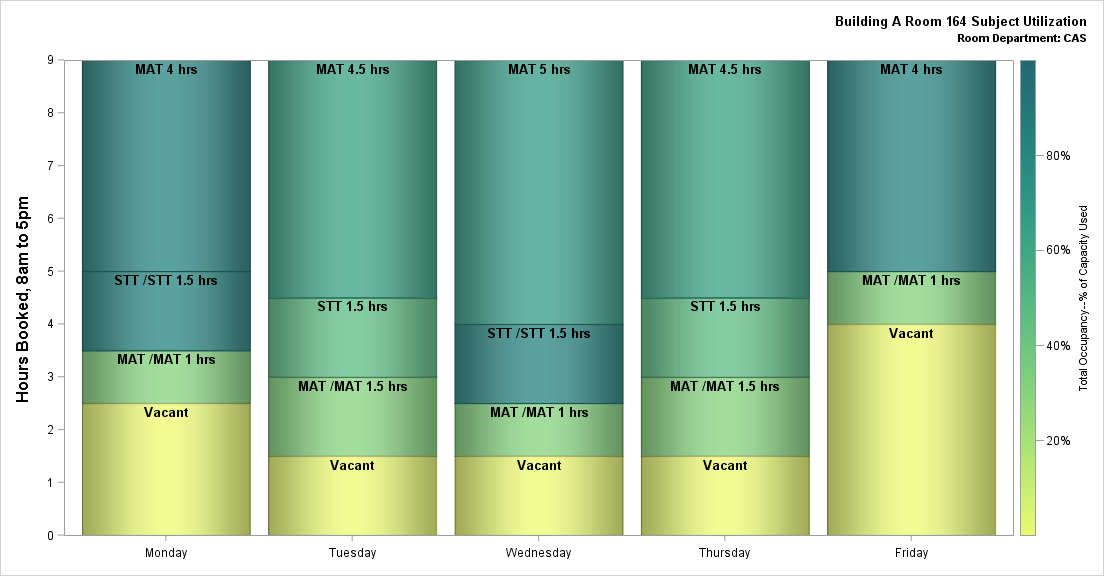 Building A Room 164 Subject Utilization
Room Department: CAS
Hours Booked, 8am to 5pm
9
8
7
6
5
4
3
2
1
0
MAT 4 hrs
STT /STT 1.5 hrs
MAT /MAT 1 hrs
Vacant
MAT 4.5 hrs
STT 1.5 hrs
MAT /MAT 1.5 hrs
Vacant
MAT 5 hrs
STT /STT 1.5 hrs
MAT /MAT 1 hrs
Vacant
MAT 4.5 hrs
STT 1.5 hrs
MAT /MAT 1.5 hrs
Vacant
MAT 4 hrs
MAT /MAT 1 hrs
Vacant
Monday
Tuesday
Wednesday
Thursday
Friday
80%
60%
40%
20%
Total Occupancy--% of Capacity Used